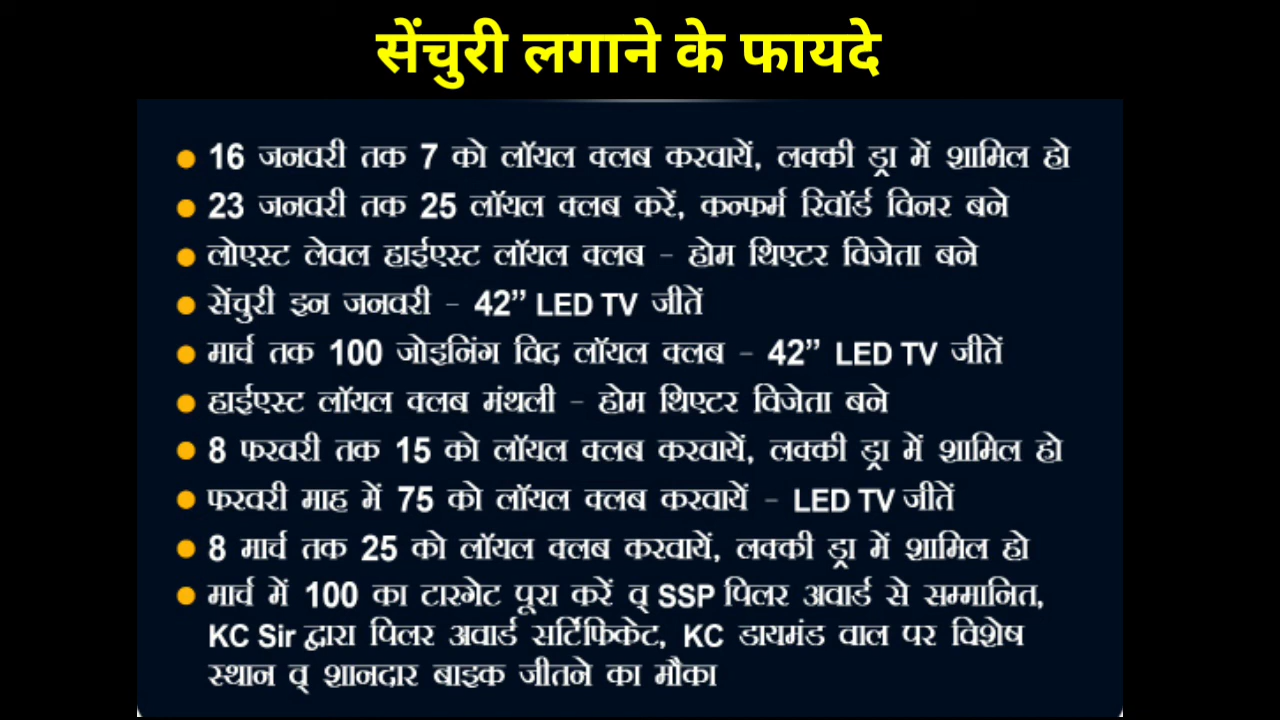 सेंचुरी लगाने के फायदे
● 16 जनवरी तक 7 को लॉयल क्लब करवायें, लक्की ड्रा में शामिल हो
● 23 जनवरी तक 25 लॉयल क्लब करें, कन्फर्म रिवॉर्ड विनर बने
● लोएस्ट लेवल हाईएस्ट लॉयल क्लब - होम थिएटर विजेता बने
● सेंचुरी इन जनवरी - 42” LED TV जीतें
● मार्च तक 100 जोइनिंग विद लॉयल क्लब - 42” LED TV जीतें
● हाईएस्ट लॉयल क्लब मंथली - होम थिएटर विजेता बने
● 8 फरवरी तक 15 को लॉयल क्लब करवायें, लक्की ड्रा में शामिल हो
● फरवरी माह में 75 को लॉयल क्लब करवायें - LED TV जीतें
● 8 मार्च तक 25 को लॉयल क्लब करवायें, लक्की ड्रा में शामिल हो
● मार्च में 100 का टारगेट पूरा करें व् SSP पिलर अवार्ड से सम्मानित,
KC Sir द्वारा पिलर अवार्ड सर्टिफिकेट, KC डायमंड वाल पर विशेष
स्थान व् शानदार बाइक जीतने का मौका